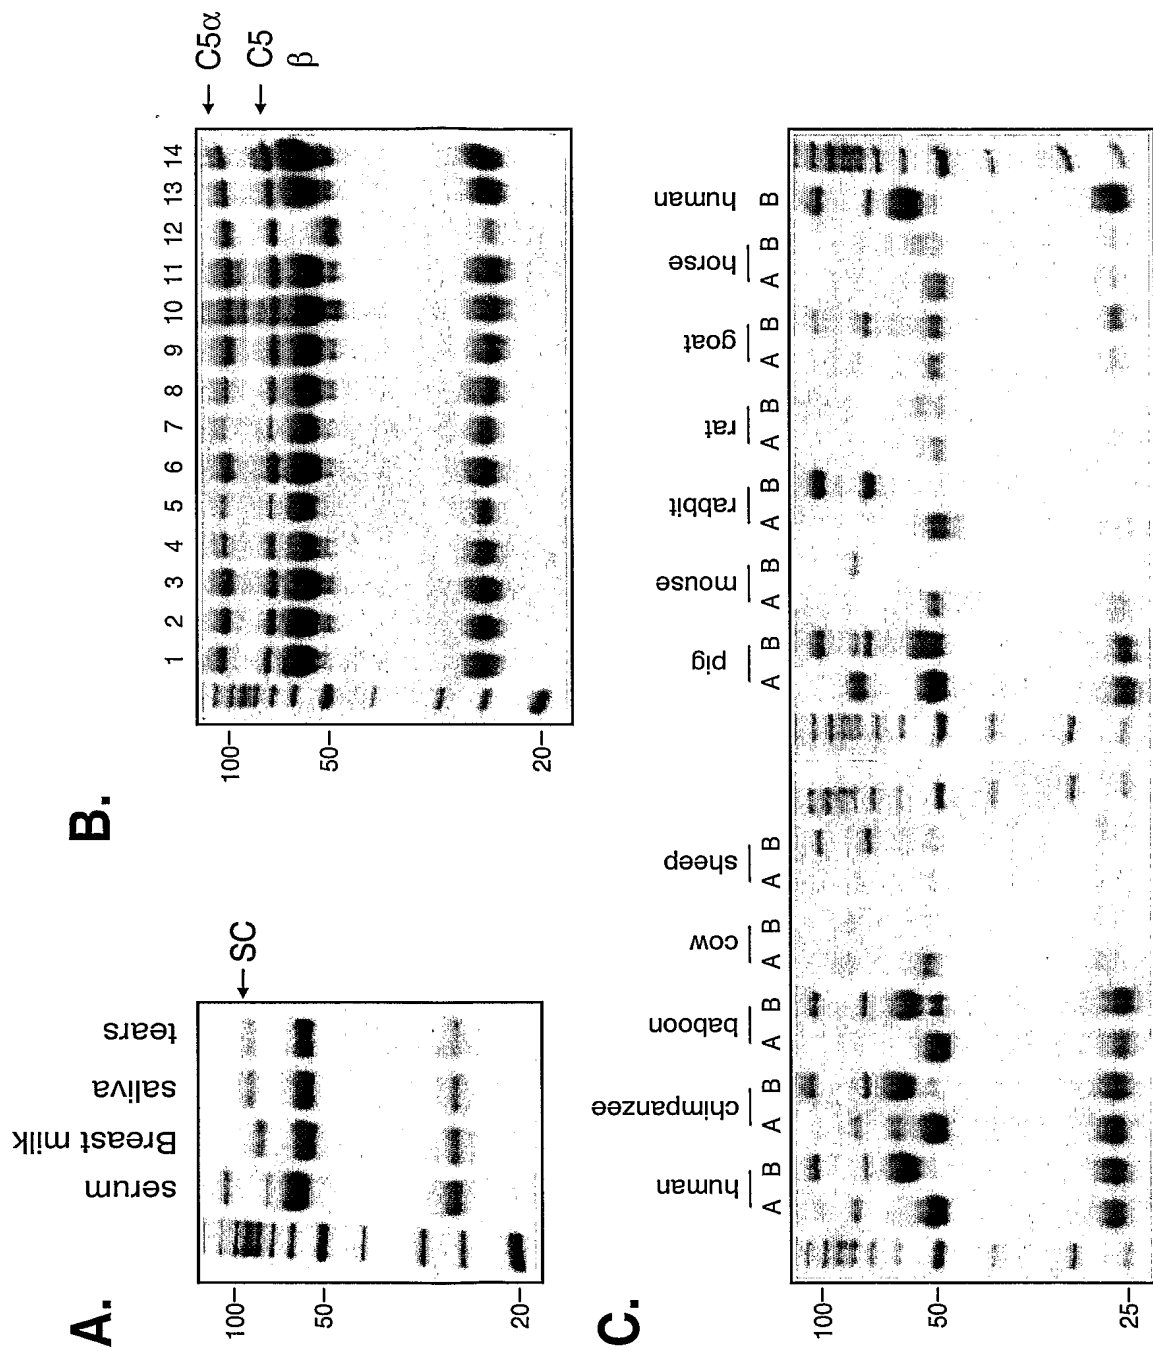 A.
serum
Breast milk
saliva
tears
100-
50-
20
←SC
B.
1 2 3 4 5 6 7 8 9 10 11 12 13 14
100-
50-
20
← C5α
← C5
β
C.
human
chimpanzee
baboon
cow
sheep
pig
mouse
rabbit
rat
goat
horse
human
A B A B A B A B A B A B A B A B A B A B A B B
100-
50-
25-